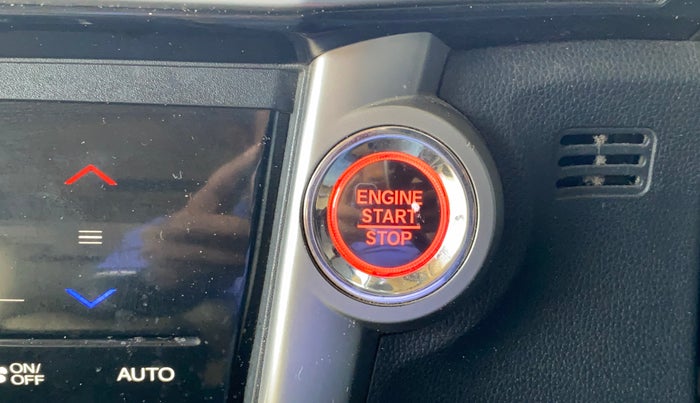 ENGINE
START
STOP
ON/
OFF
AUTO